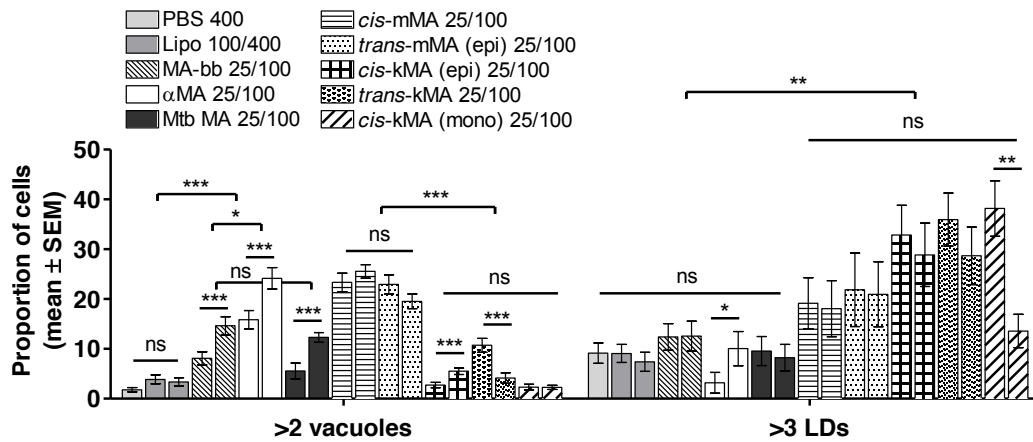 PBS 400
Lipo 100/400
MA-bb 25/100
αMA 25/100
Mtb MA 25/100
cis-mMA 25/100
trans-mMA (epi) 25/100
cis-kMA (epi) 25/100
trans-kMA 25/100
cis-kMA (mono) 25/100
Proportion of cells
(mean ± SEM)
50
40
30
20
10
0
ns
***
***
*
ns
***
***
ns
***
***
***
ns
ns
*
**
ns
**
>2 vacuoles
>3 LDs